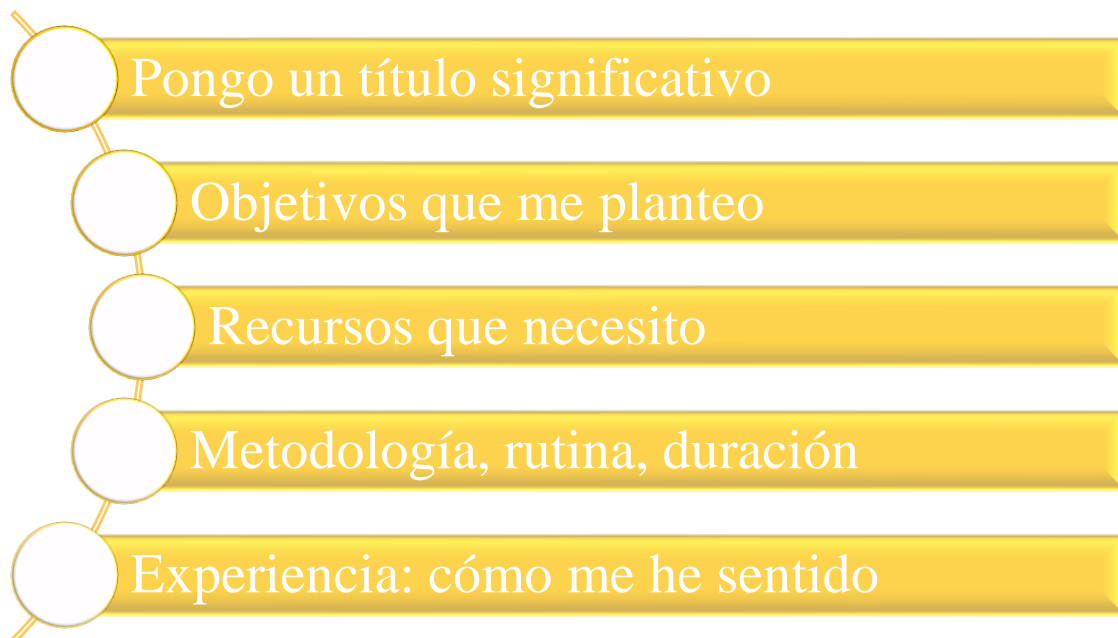 Pongo un título significativo
Objetivos que me planteo
Recursos que necesito
Metodología, rutina, duración
Experiencia: cómo me he sentido